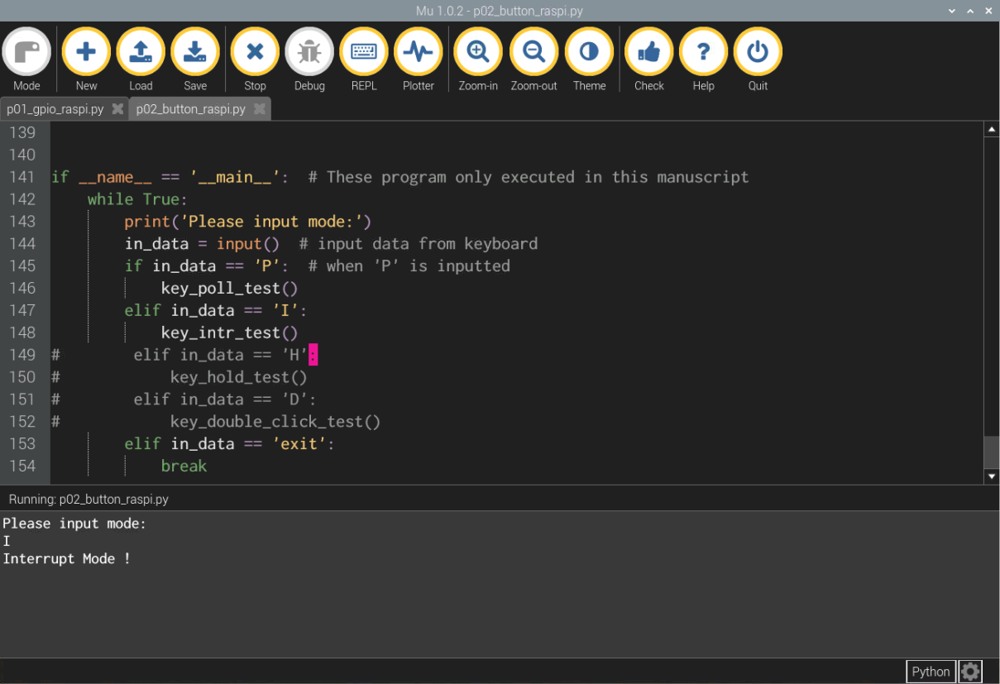 Mu 1.0.2 - p02_button_raspi.py
Mode New Load Save Stop Debug REPL Plotter Zoom-in Zoom-out Theme Check Help Quit
p01_gpio_raspi.py p02_button_raspi.py
139
140
141 if __name__ == '__main__':  # These program only executed in this manuscript
142     while True:
143         print('Please input mode:')
144         in_data = input()  # input data from keyboard
145         if in_data == 'P':  # when 'P' is inputted
146             key_poll_test()
147         elif in_data == 'I':
148             key_intr_test()
149 #        elif in_data == 'H':
150 #            key_hold_test()
151 #        elif in_data == 'D':
152 #            key_double_click_test()
153         elif in_data == 'exit':
154             break
Running: p02_button_raspi.py
Please input mode:
I
Interrupt Mode !
Python